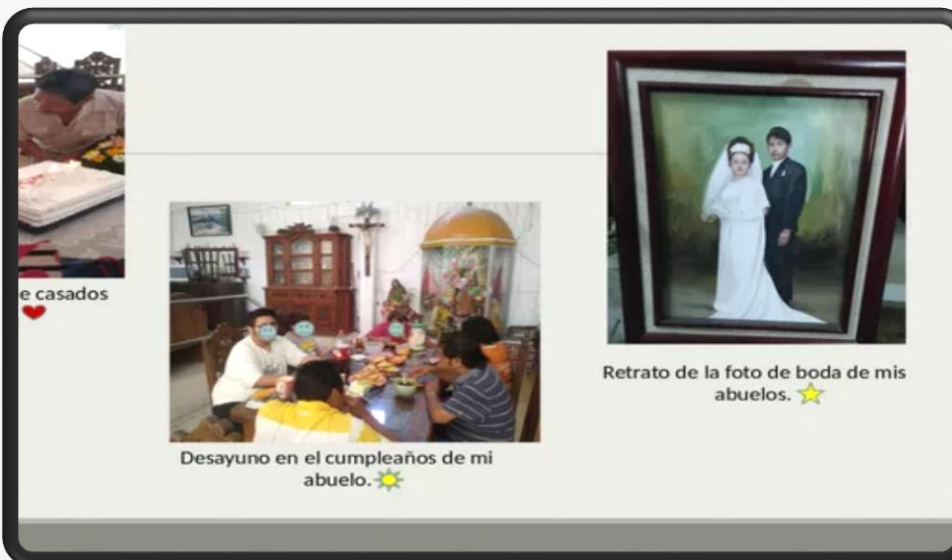 e casados
Desayuno en el cumpleaños de mi
abuelo.
Retrato de la foto de boda de mis
abuelos.